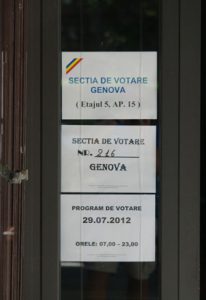 SECTIA DE VOTARE
GENOVA
( Etajul 5, AP. 15 )
SECTIA DE VOTARE
NR. 216
GENOVA
PROGRAM DE VOTARE
29.07.2012
ORELE: 07,00 - 23,00